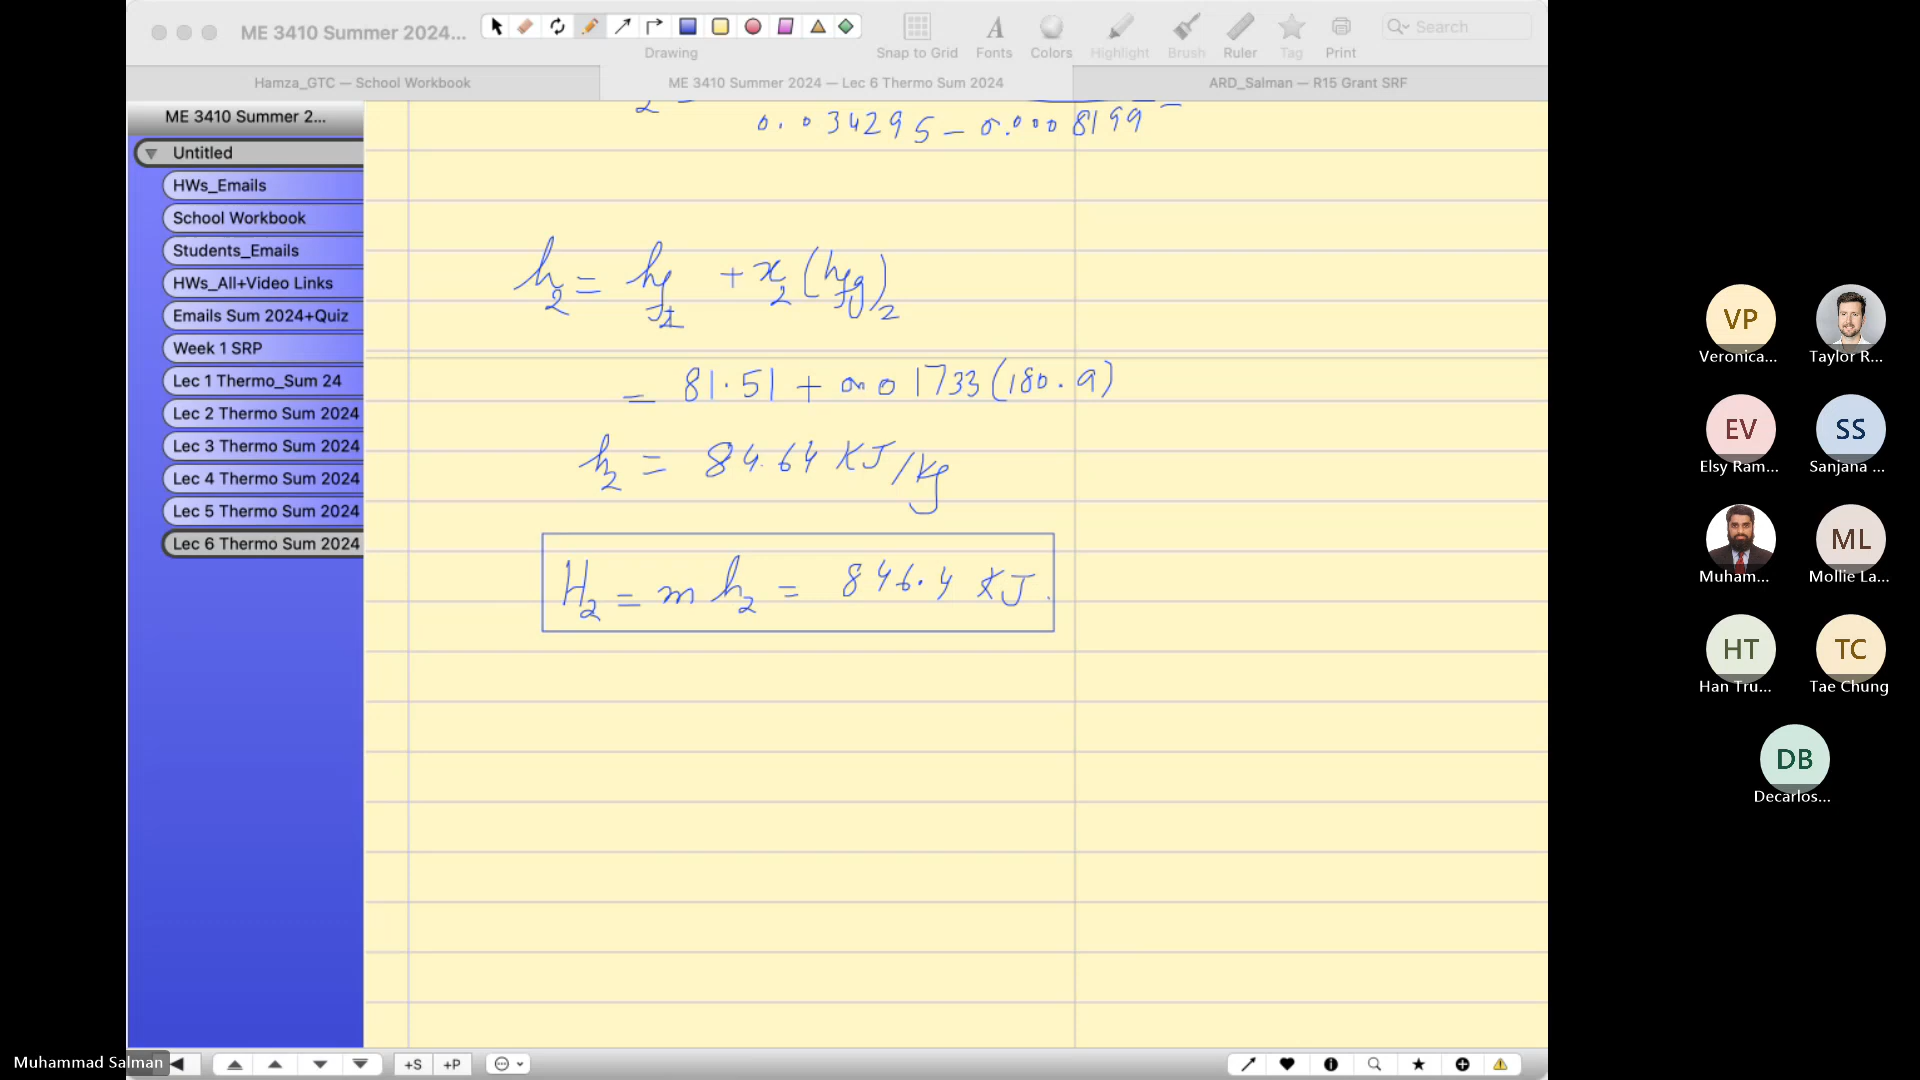 ME 3410 Summer 2024...
Drawing
Snap to Grid
Fonts
Colors
Highlight
Brush
Ruler
Tag
Print
Search
Hamza_GTC — School Workbook
ME 3410 Summer 2024 — Lec 6 Thermo Sum 2024
ARD_Salman — R15 Grant SRF
ME 3410 Summer 2...
Untitled
HWs_Emails
School Workbook
Students_Emails
HWs_All+Video Links
Emails Sum 2024+Quiz
Week 1 SRP
Lec 1 Thermo_Sum 24
Lec 2 Thermo Sum 2024
Lec 3 Thermo Sum 2024
Lec 4 Thermo Sum 2024
Lec 5 Thermo Sum 2024
Lec 6 Thermo Sum 2024
2 =
0.034295 – 0.0008199
h2 = hf2 + x2 (hfg)2
= 81.51 + 0.01733 (180.9)
h2 = 84.64 KJ/kg
H2 = m h2 = 846.4 KJ.
VP
Veronica...
Taylor R...
EV
Elsy Ram...
SS
Sanjana ...
Muham...
ML
Mollie La...
HT
Han Tru...
TC
Tae Chung
DB
Decarlos...
Muhammad Salman
+S
+P